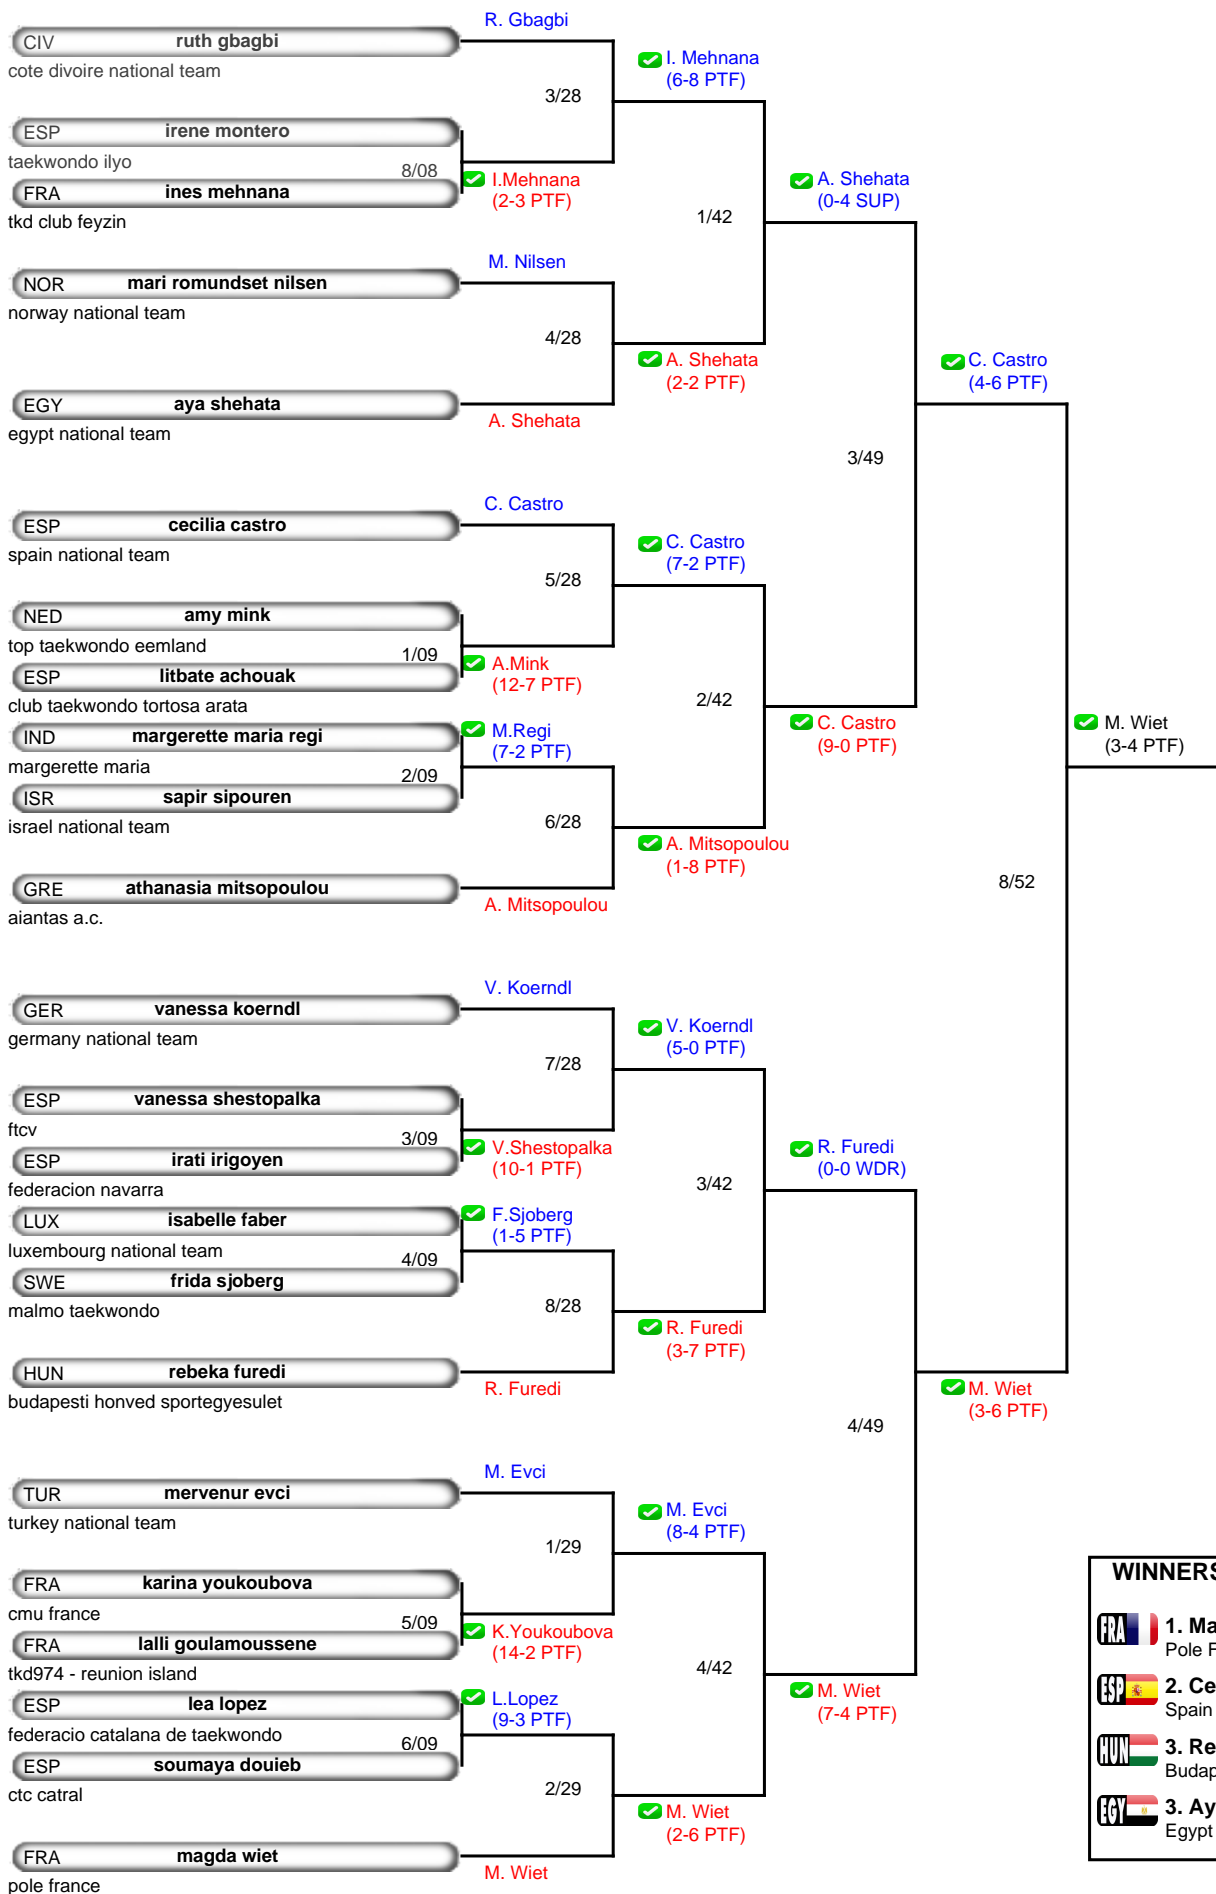 R. Gbagbi
CIV ruth gbagbi
cote divoire national team
I. Mehnana
(6-8 PTF)
3/28
ESP irene montero
taekwondo ilyo
8/08
FRA ines mehnana
tkd club feyzin
I.Mehnana
(2-3 PTF)
A. Shehata
(0-4 SUP)
1/42
M. Nilsen
NOR mari romundset nilsen
norway national team
4/28
A. Shehata
(2-2 PTF)
EGY aya shehata
egypt national team
A. Shehata
C. Castro
(4-6 PTF)
3/49
C. Castro
ESP cecilia castro
spain national team
C. Castro
(7-2 PTF)
5/28
NED amy mink
top taekwondo eemland
1/09
ESP litbate achouak
club taekwondo tortosa arata
A.Mink
(12-7 PTF)
2/42
IND margerette maria regi
margerette maria
M.Regi
(7-2 PTF)
2/09
ISR sapir sipouren
israel national team
C. Castro
(9-0 PTF)
M. Wiet
(3-4 PTF)
6/28
A. Mitsopoulou
(1-8 PTF)
GRE athanasia mitsopoulou
aiantas a.c.
A. Mitsopoulou
8/52
V. Koerndl
GER vanessa koerndl
germany national team
V. Koerndl
(5-0 PTF)
7/28
ESP vanessa shestopalka
ftcv
3/09
ESP irati irigoyen
federacion navarra
V.Shestopalka
(10-1 PTF)
R. Furedi
(0-0 WDR)
3/42
LUX isabelle faber
luxembourg national team
F.Sjoberg
(1-5 PTF)
4/09
SWE frida sjoberg
malmo taekwondo
8/28
R. Furedi
(3-7 PTF)
HUN rebeka furedi
budapesti honved sportegyesulet
R. Furedi
M. Wiet
(3-6 PTF)
4/49
M. Evci
TUR mervenur evci
turkey national team
M. Evci
(8-4 PTF)
1/29
FRA karina youkoubova
cmu france
5/09
FRA lalli goulamoussene
tkd974 - reunion island
K.Youkoubova
(14-2 PTF)
4/42
ESP lea lopez
federacio catalana de taekwondo
L.Lopez
(9-3 PTF)
6/09
ESP soumaya douieb
ctc catral
M. Wiet
(7-4 PTF)
2/29
M. Wiet
(2-6 PTF)
FRA magda wiet
pole france
M. Wiet
WINNERS
FRA 1. Ma
Pole F
ESP 2. Ce
Spain
HUN 3. Re
Budap
EGY 3. Ay
Egypt